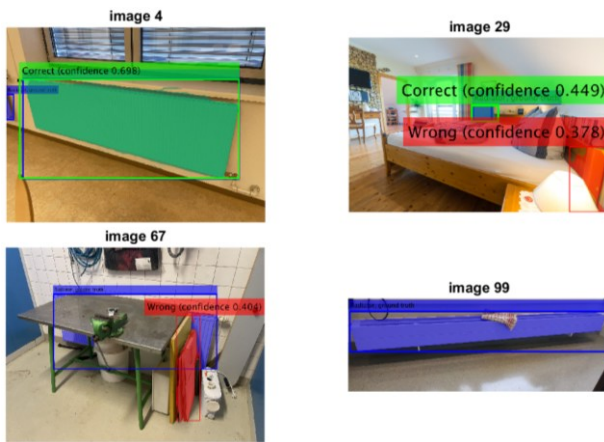 image 4
Correct (confidence 0.698)
image 29
Correct (confidence 0.449)
Wrong (confidence 0.378)
image 67
Wrong (confidence 0.404)
image 99